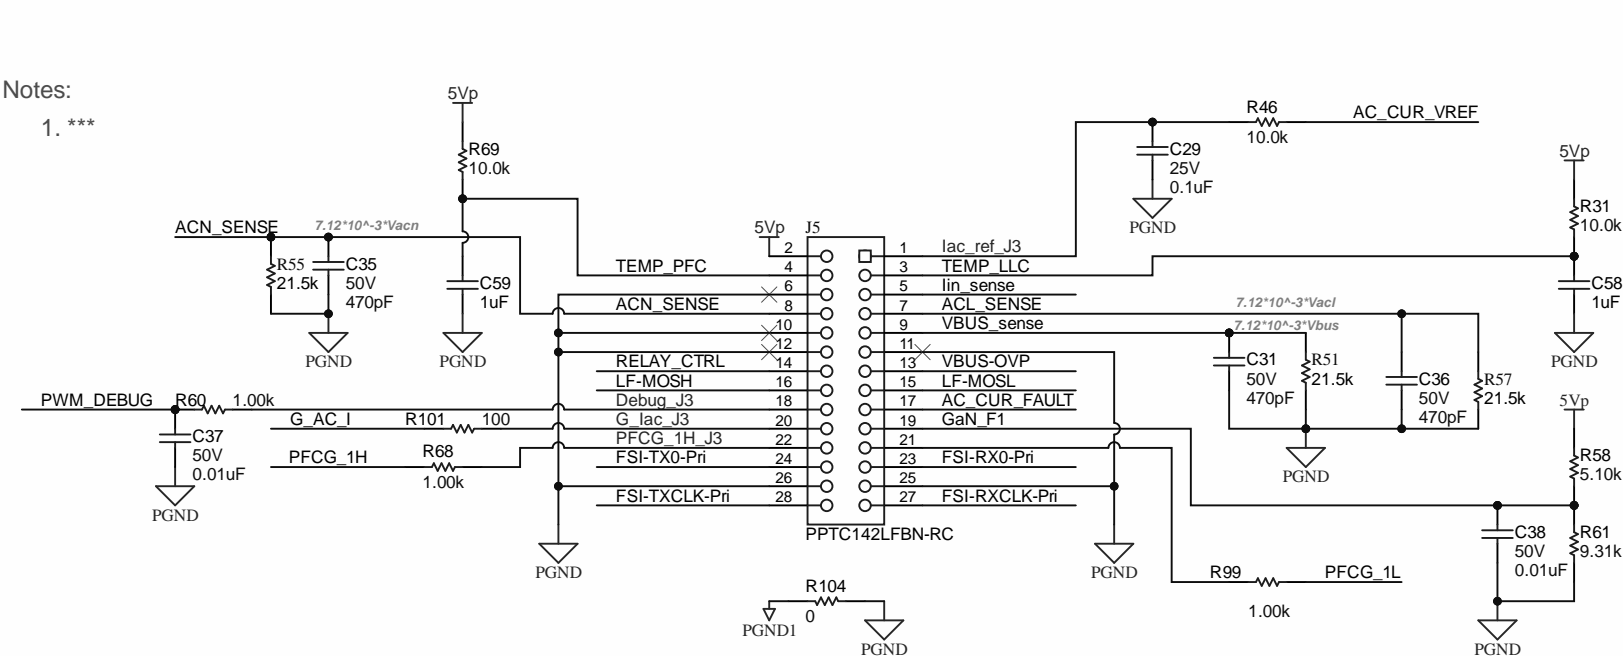 Notes:
1. ***
5Vp
R69
10.0k
ACN_SENSE
7.12*10^-3*Vacn
R55
21.5k
C35
50V
470pF
PGND
C59
1uF
PGND
PWM_DEBUG
R60
1.00k
C37
50V
0.01uF
PGND
G_AC_I
R101
100
PFCG_1H
R68
1.00k
5Vp
J5
2
TEMP_PFC
4
6
ACN_SENSE
8
10
12
RELAY_CTRL
14
LF-MOSH
16
Debug_J3
18
G_Iac_J3
20
PFCG_1H_J3
22
FSI-TX0-Pri
24
26
FSI-TXCLK-Pri
28
1
Iac_ref_J3
3
TEMP_LLC
5
Iin_sense
7
ACL_SENSE
9
VBUS_sense
11
13
VBUS-OVP
15
LF-MOSL
17
AC_CUR_FAULT
19
GaN_F1
21
23
FSI-RX0-Pri
25
27
FSI-RXCLK-Pri
PPTC142LFBN-RC
PGND
PGND
R104
0
PGND1
PGND
R46
10.0k
AC_CUR_VREF
C29
25V
0.1uF
PGND
5Vp
R31
10.0k
C58
1uF
PGND
7.12*10^-3*Vacl
7.12*10^-3*Vbus
C31
50V
470pF
R51
21.5k
C36
50V
470pF
R57
21.5k
PGND
5Vp
R58
5.10k
C38
50V
0.01uF
R61
9.31k
PGND
R99
1.00k
PFCG_1L